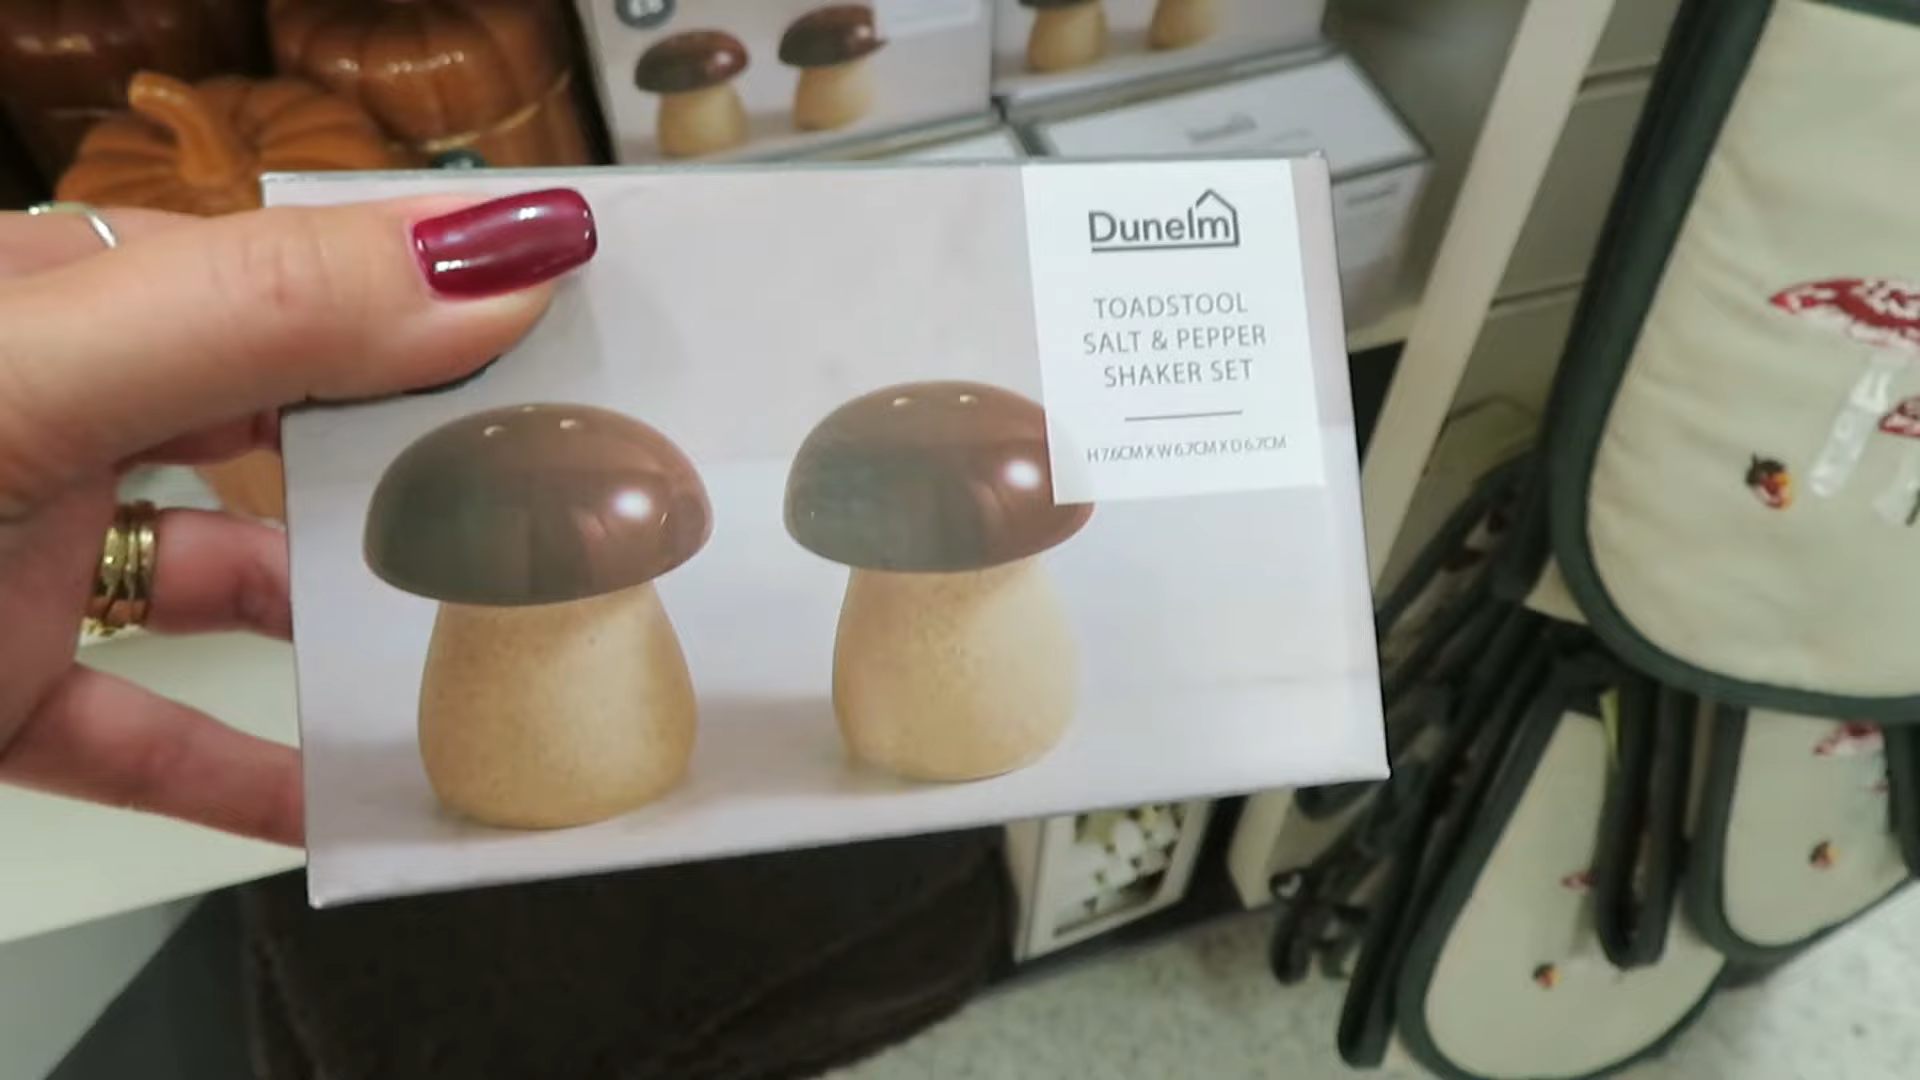 Dunelm
TOADSTOOL
SALT & PEPPER
SHAKER SET
H 7.6CM X W 6.7CM X D 6.7CM